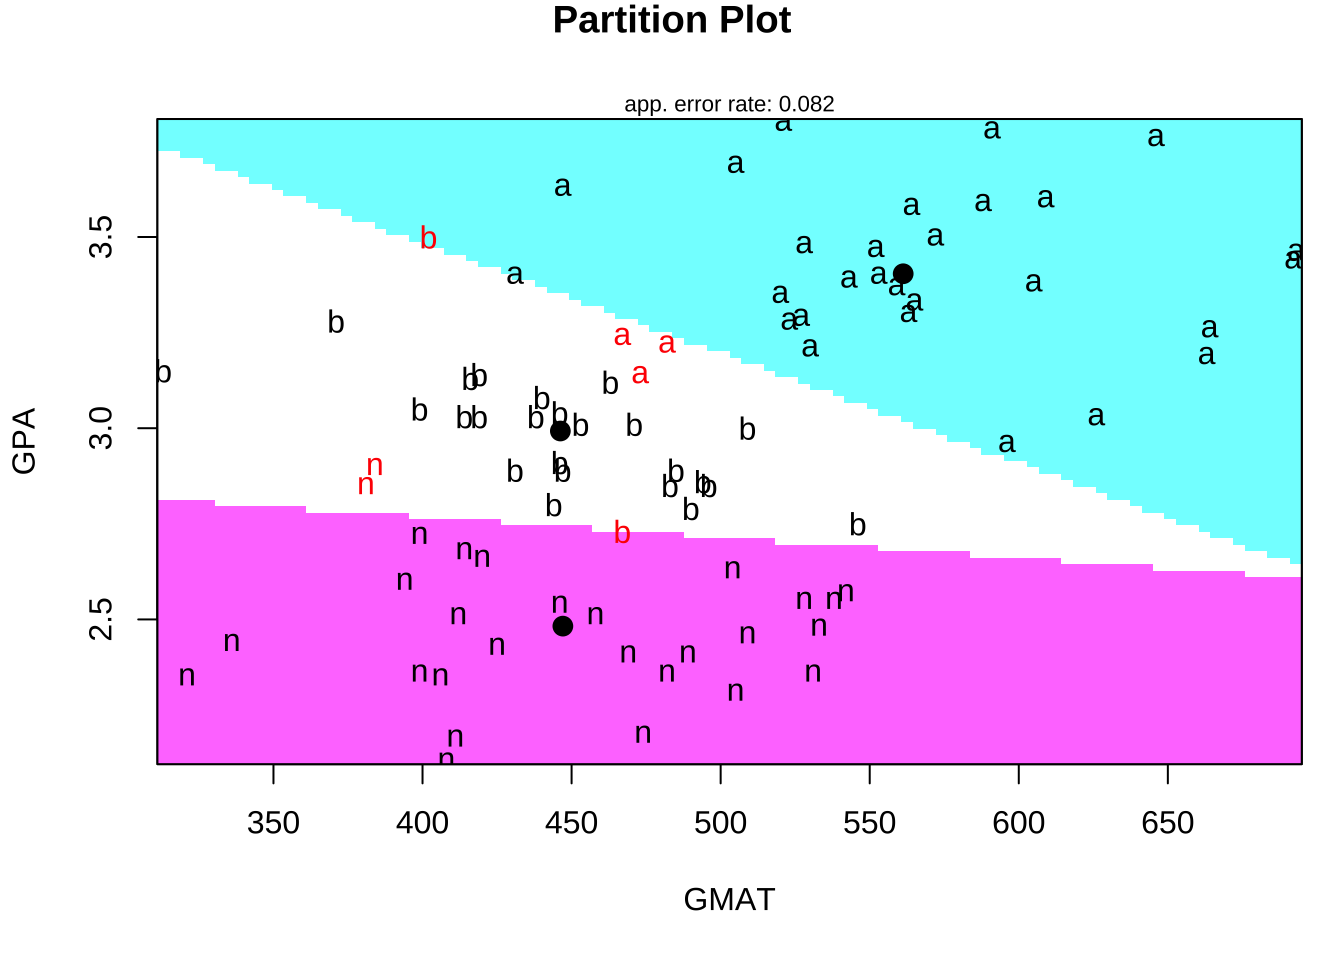 Partition Plot
app. error rate: 0.082
a a a
a
a
a a a
b a a a
a a a
a a a a a
a a a
b a a a a
a a a
b a
b b b
b b b
b b b b b b b
n b b b b
n b b b
b b
n b b
n n n
n n n n
n n n n
n n n n
n n n n n n
n n
n
GPA
3.5
3.0
2.5
350 400 450 500 550 600 650
GMAT